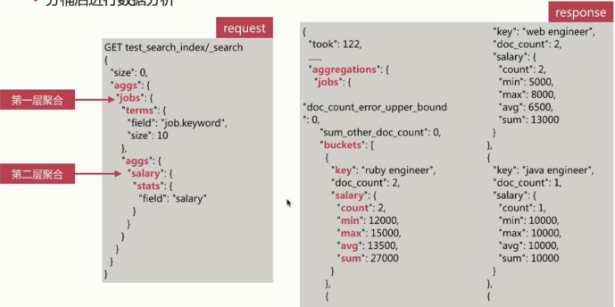 分桶后进行数据分析
request
GET test_search_index/_search
{
"size": 0,
"aggs": {
"jobs": {
"terms": {
"field": "job.keyword",
"size": 10
},
"aggs": {
"salary": {
"stats": {
"field": "salary"
}
}
}
}
}
}
第一层聚合
第二层聚合
response
{
"took": 122,
......
"aggregations": {
"jobs": {
"doc_count_error_upper_bound
": 0,
"sum_other_doc_count": 0,
"buckets": [
{
"key": "ruby engineer",
"doc_count": 2,
"salary": {
"count": 2,
"min": 12000,
"max": 15000,
"avg": 13500,
"sum": 27000
}
},
{
"key": "web engineer",
"doc_count": 2,
"salary": {
"count": 2,
"min": 5000,
"max": 8000,
"avg": 6500,
"sum": 13000
}
},
{
"key": "java engineer",
"doc_count": 1,
"salary": {
"count": 1,
"min": 10000,
"max": 10000,
"avg": 10000,
"sum": 10000
}
},
{